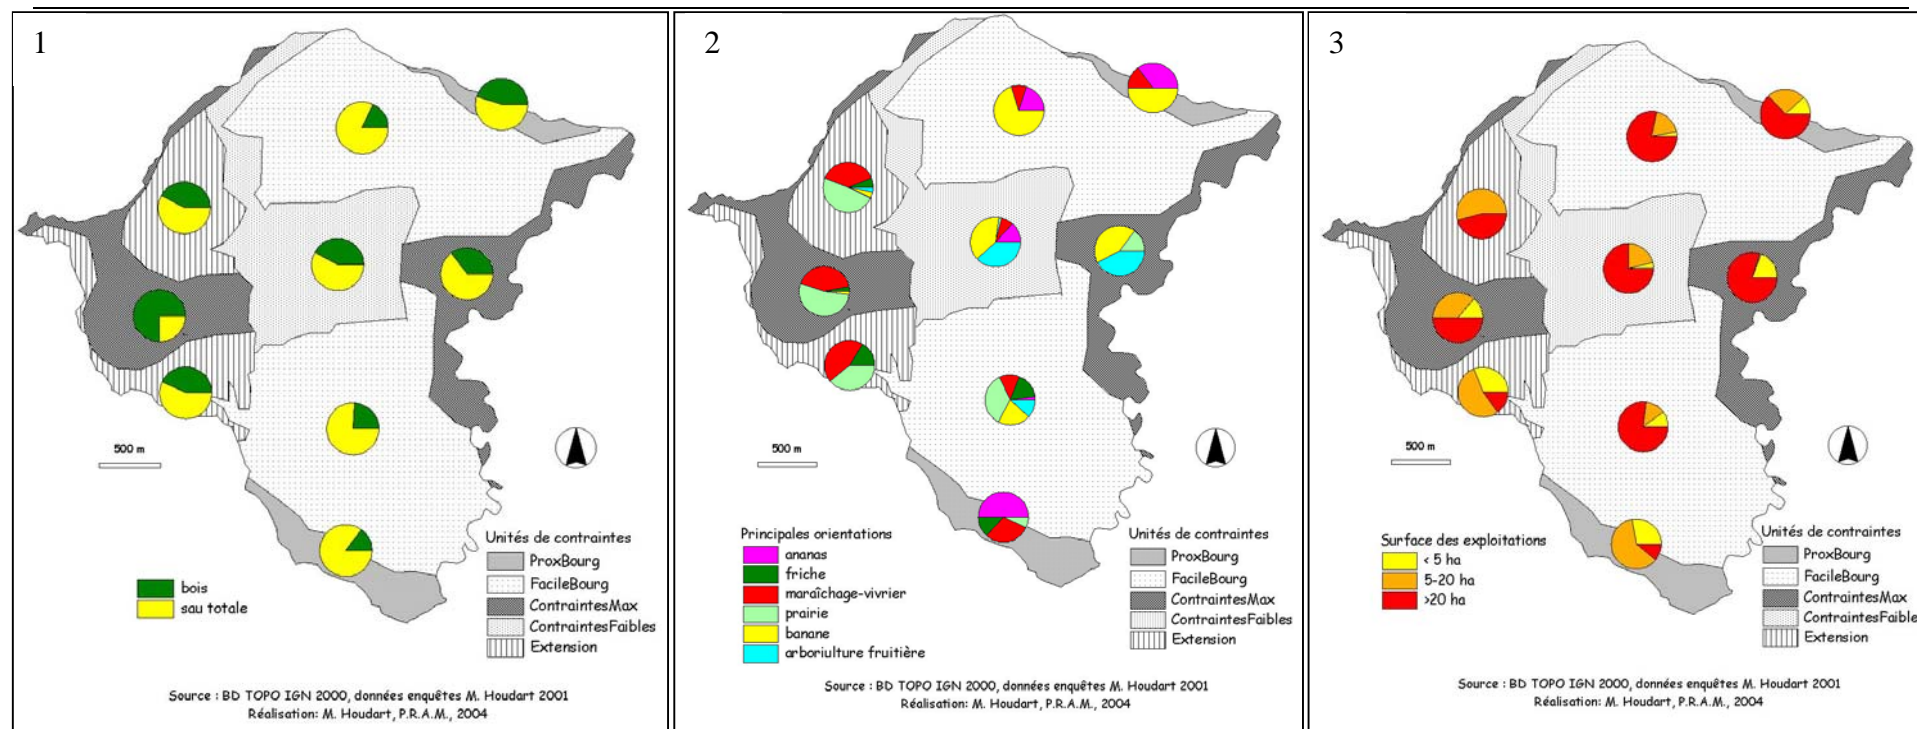 1
500 m
bois
sau totale
Unités de contraintes
ProxBourg
FacileBourg
ContraintesMax
ContraintesFaibles
Extension
Source : BD TOPO IGN 2000, données enquêtes M. Houdart 2001
Réalisation: M. Houdart, P.R.A.M., 2004
2
500 m
Principales orientations
ananas
friche
maraîchage-vivrier
prairie
banane
arboriulture fruitière
Unités de contraintes
ProxBourg
FacileBourg
ContraintesMax
ContraintesFaibles
Extension
Source : BD TOPO IGN 2000, données enquêtes M. Houdart 2001
Réalisation: M. Houdart, P.R.A.M., 2004
3
500 m
Surface des exploitations
< 5 ha
5-20 ha
>20 ha
Unités de contraintes
ProxBourg
FacileBourg
ContraintesMax
ContraintesFaible
Extension
Source : BD TOPO IGN 2000, données enquêtes M. Houdart 2001
Réalisation: M. Houdart, P.R.A.M., 2004